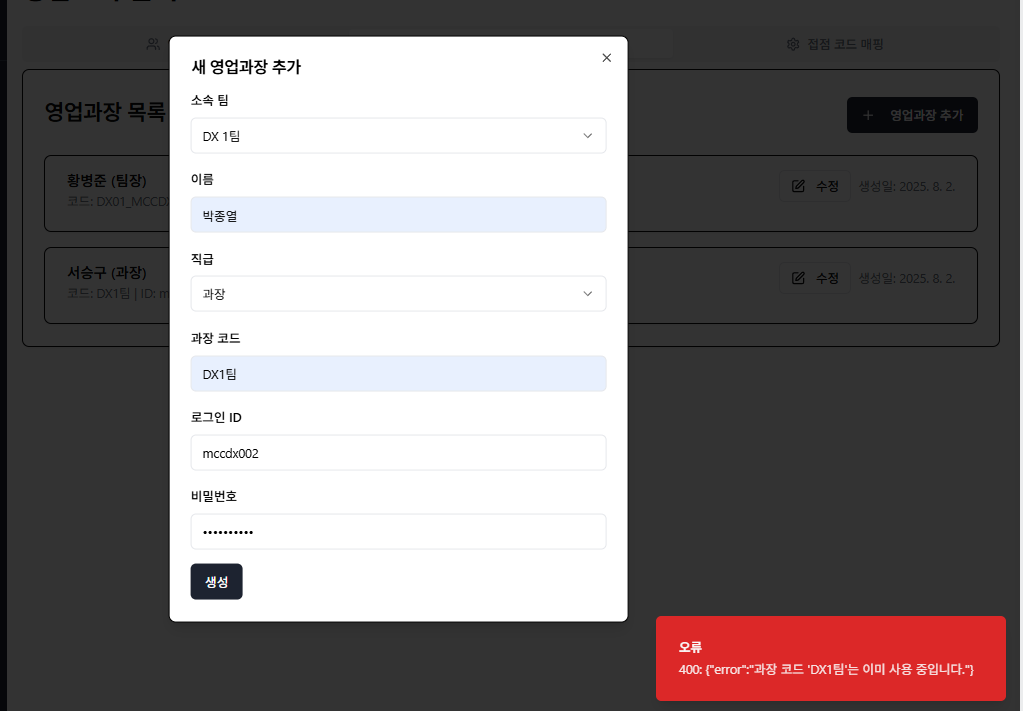 접점 코드 매핑
영업과장 목록
영업과장 추가
황병준 (팀장)
코드: DX01_MCCD
수정
생성일: 2025. 8. 2.
서승구 (과장)
코드: DX1팀 | ID: m
수정
생성일: 2025. 8. 2.
새 영업과장 추가
소속 팀
DX 1팀
이름
박종열
직급
과장
과장 코드
DX1팀
로그인 ID
mccdx002
비밀번호
••••••••••
생성
오류
400: {"error":"과장 코드 'DX1팀'는 이미 사용 중입니다."}